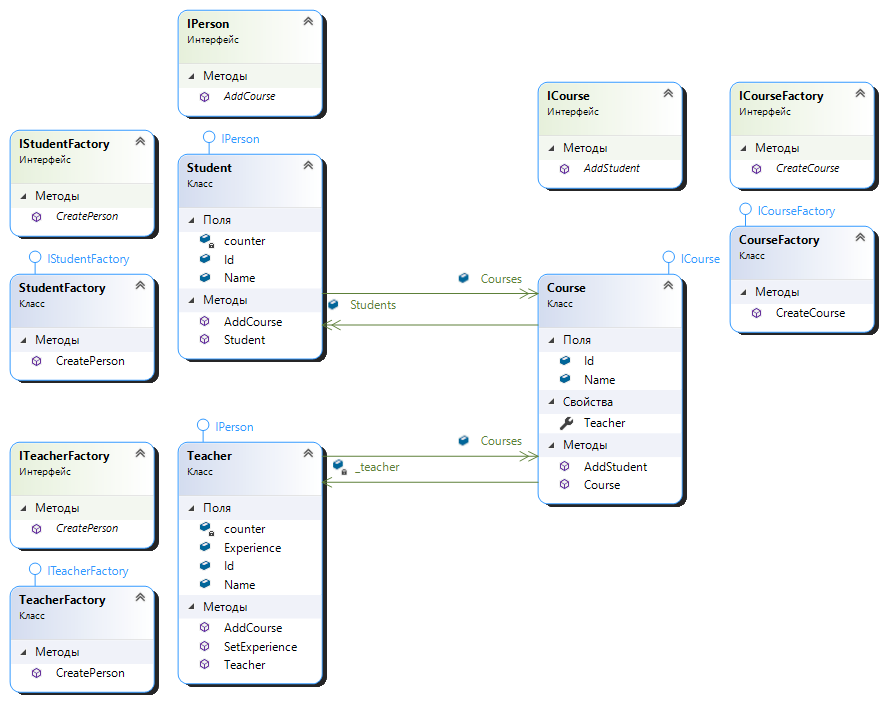 IPerson
Интерфейс
Методы
AddCourse
IStudentFactory
Интерфейс
Методы
CreatePerson
IStudentFactory
StudentFactory
Класс
Методы
CreatePerson
IPerson
Student
Класс
Поля
counter
Id
Name
Методы
AddCourse
Student
Courses
Students
ICourse
Интерфейс
Методы
AddStudent
ICourse
Course
Класс
Поля
Id
Name
Свойства
Teacher
Методы
AddStudent
Course
ICourseFactory
Интерфейс
Методы
CreateCourse
ICourseFactory
CourseFactory
Класс
Методы
CreateCourse
ITeacherFactory
Интерфейс
Методы
CreatePerson
ITeacherFactory
TeacherFactory
Класс
Методы
CreatePerson
IPerson
Teacher
Класс
Поля
counter
Experience
Id
Name
Методы
AddCourse
SetExperience
Teacher
Courses
_teacher